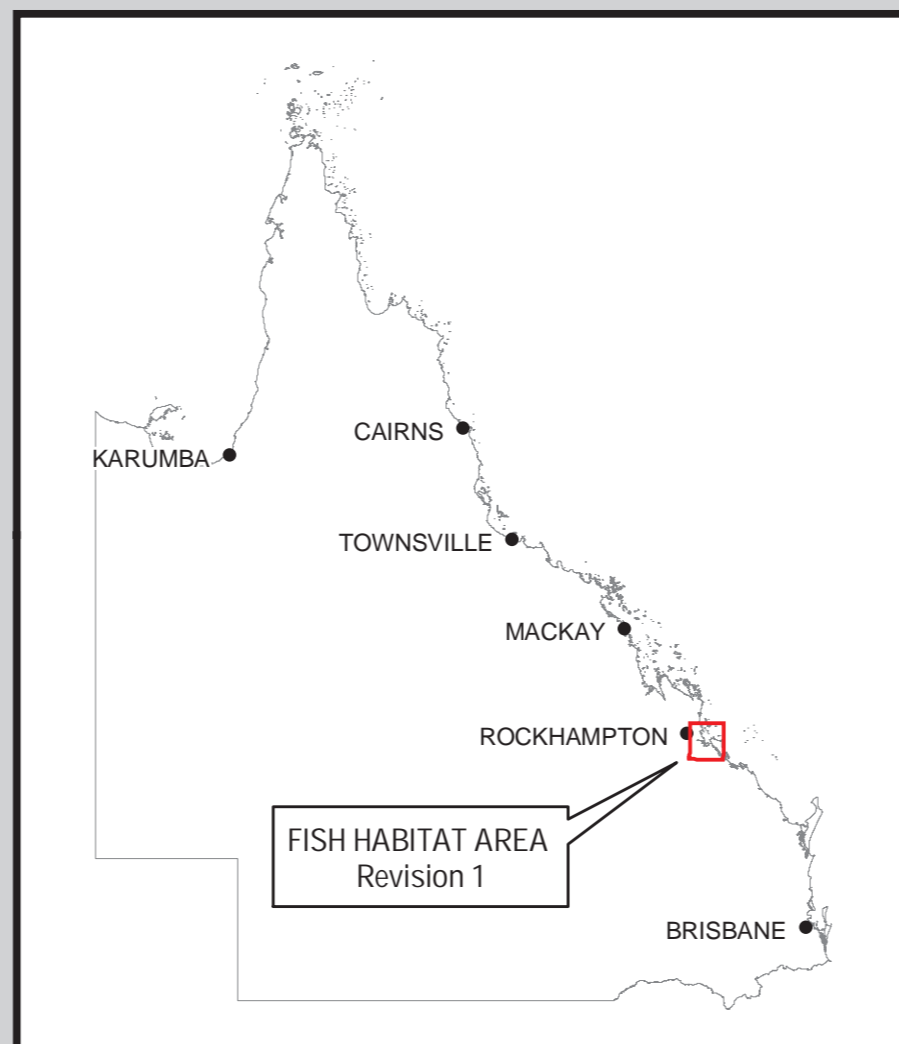 CAIRNS
KARUMBA
TOWNSVILLE
MACKAY
ROCKHAMPTON
FISH HABITAT AREA
Revision 1
BRISBANE